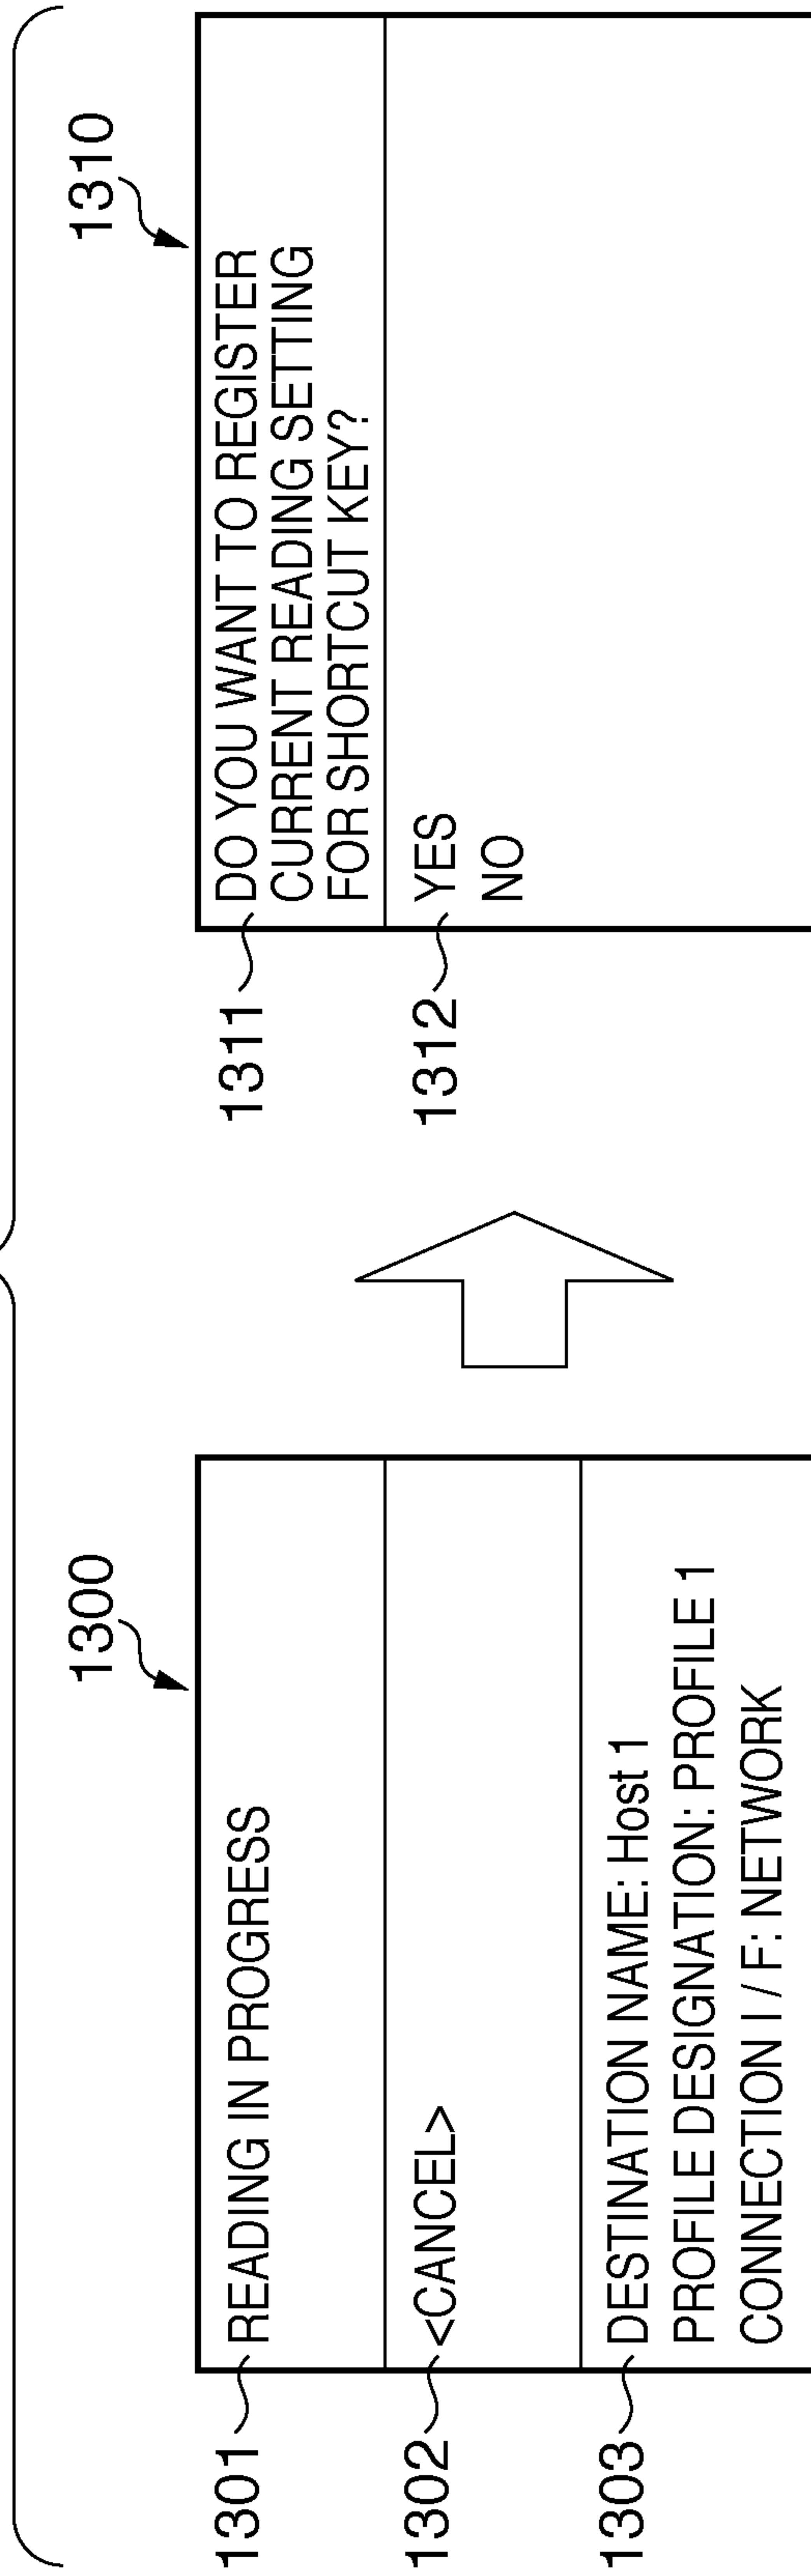 1300
1301
READING IN PROGRESS
1302
<CANCEL>
1303
DESTINATION NAME: Host 1
PROFILE DESIGNATION: PROFILE 1
CONNECTION I / F: NETWORK
1310
1311
DO YOU WANT TO REGISTER
CURRENT READING SETTING
FOR SHORTCUT KEY?
1312
YES
NO